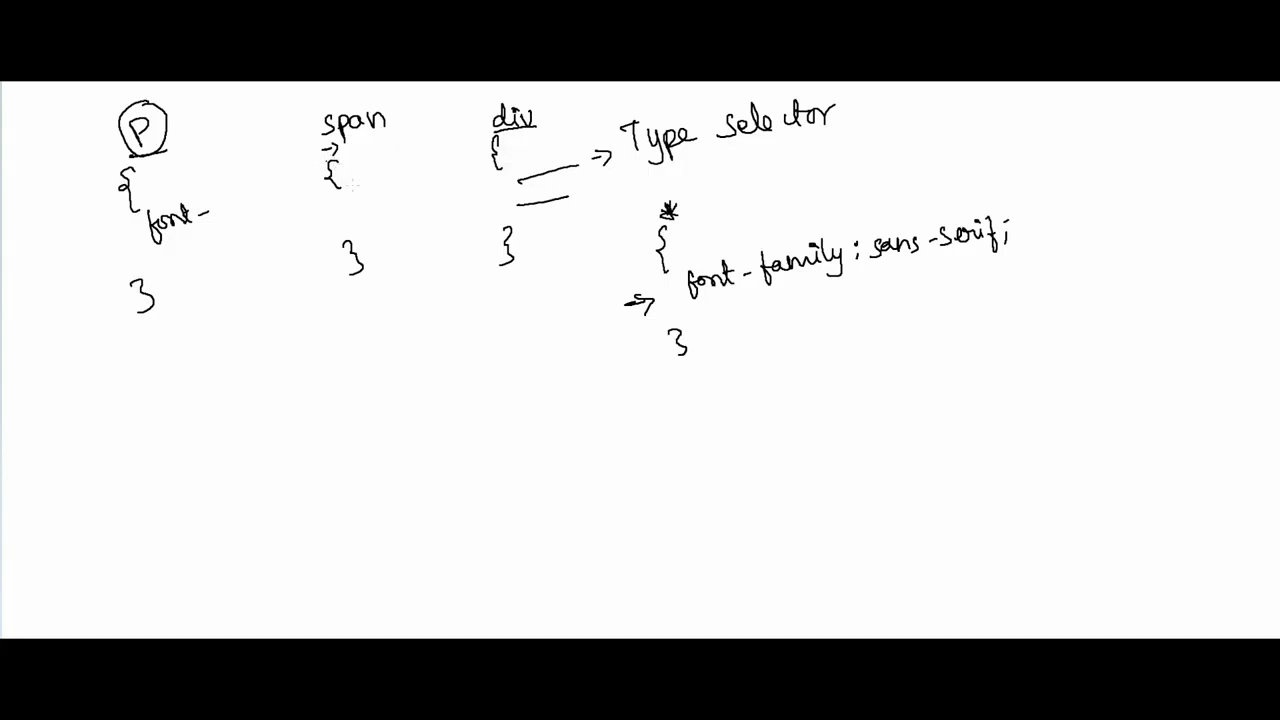 P span div → Type selector
{ { {
font-
} }
}
*
{
font-family: sans-serif;
→
}